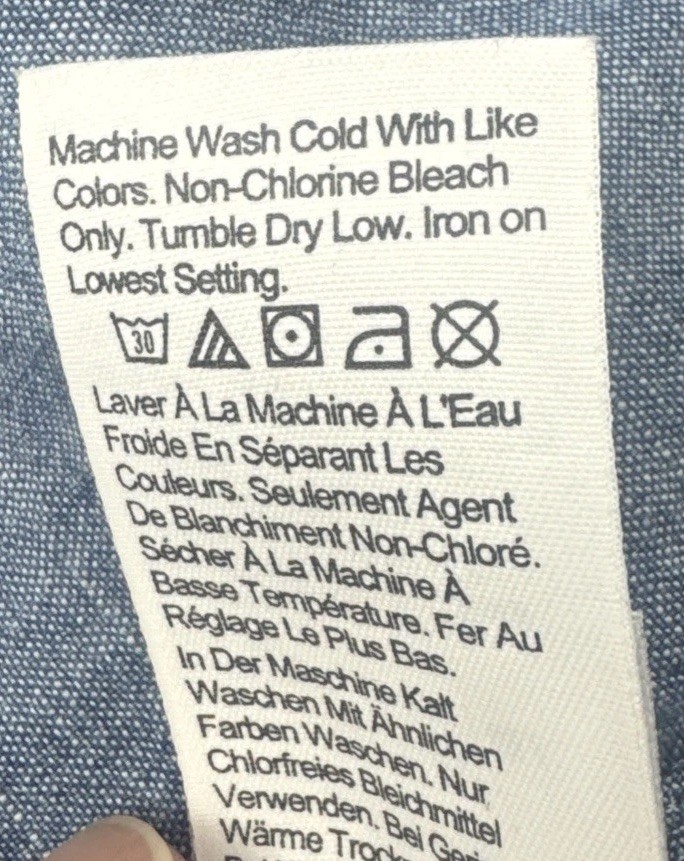 Machine Wash Cold With Like
Colors. Non-Chlorine Bleach
Only. Tumble Dry Low. Iron on
Lowest Setting.
30
Laver À La Machine À L'Eau
Froide En Séparant Les
Couleurs. Seulement Agent
De Blanchiment Non-Chloré.
Sécher À La Machine À
Basse Température. Fer Au
Réglage Le Plus Bas.
In Der Maschine Kalt
Waschen Mit Ähnlichen
Farben Waschen. Nur
Chlorfreies Bleichmittel
Verwenden. Bei
Wärme